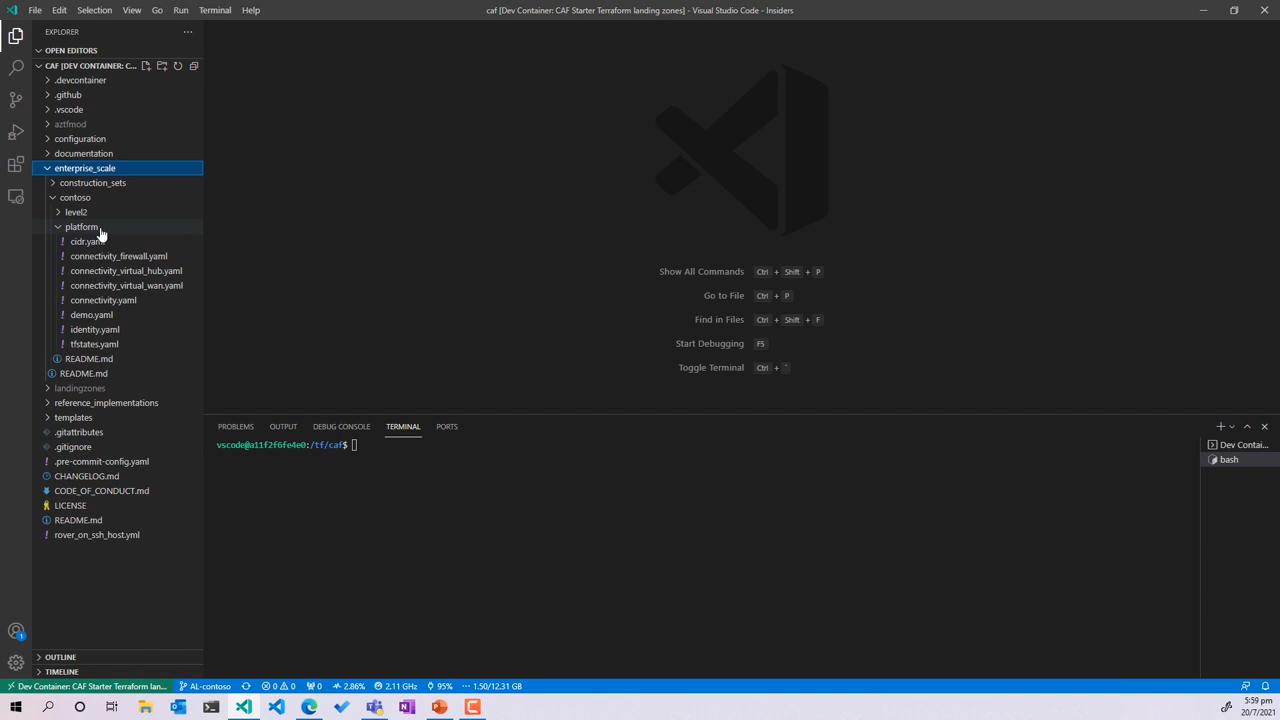 File Edit Selection View Go Run Terminal Help
caf [Dev Container: CAF Starter Terraform landing zones] - Visual Studio Code - Insiders
EXPLORER
OPEN EDITORS
CAF [DEV CONTAINER: C...
.devcontainer
.github
.vscode
aztfmod
configuration
documentation
enterprise_scale
construction_sets
contoso
level2
platform
cidr.yaml
connectivity_firewall.yaml
connectivity_virtual_hub.yaml
connectivity_virtual_wan.yaml
connectivity.yaml
demo.yaml
identity.yaml
tfstates.yaml
README.md
README.md
landingzones
reference_implementations
templates
.gitattributes
.gitignore
.pre-commit-config.yaml
CHANGELOG.md
CODE_OF_CONDUCT.md
LICENSE
README.md
rover_on_ssh_host.yml
OUTLINE
TIMELINE
Show All Commands Ctrl + Shift + P
Go to File Ctrl + P
Find in Files Ctrl + Shift + F
Start Debugging F5
Toggle Terminal Ctrl + `
PROBLEMS OUTPUT DEBUG CONSOLE TERMINAL PORTS
vscode@a11f2f6fe4e0:/tf/caf$
Dev Contai...
bash
1
Dev Container: CAF Starter Terraform lan... AL-contoso 0 0 0 2.86% 2.11 GHz 95% 1.50/12.31 GB
5:59 pm
20/7/2021